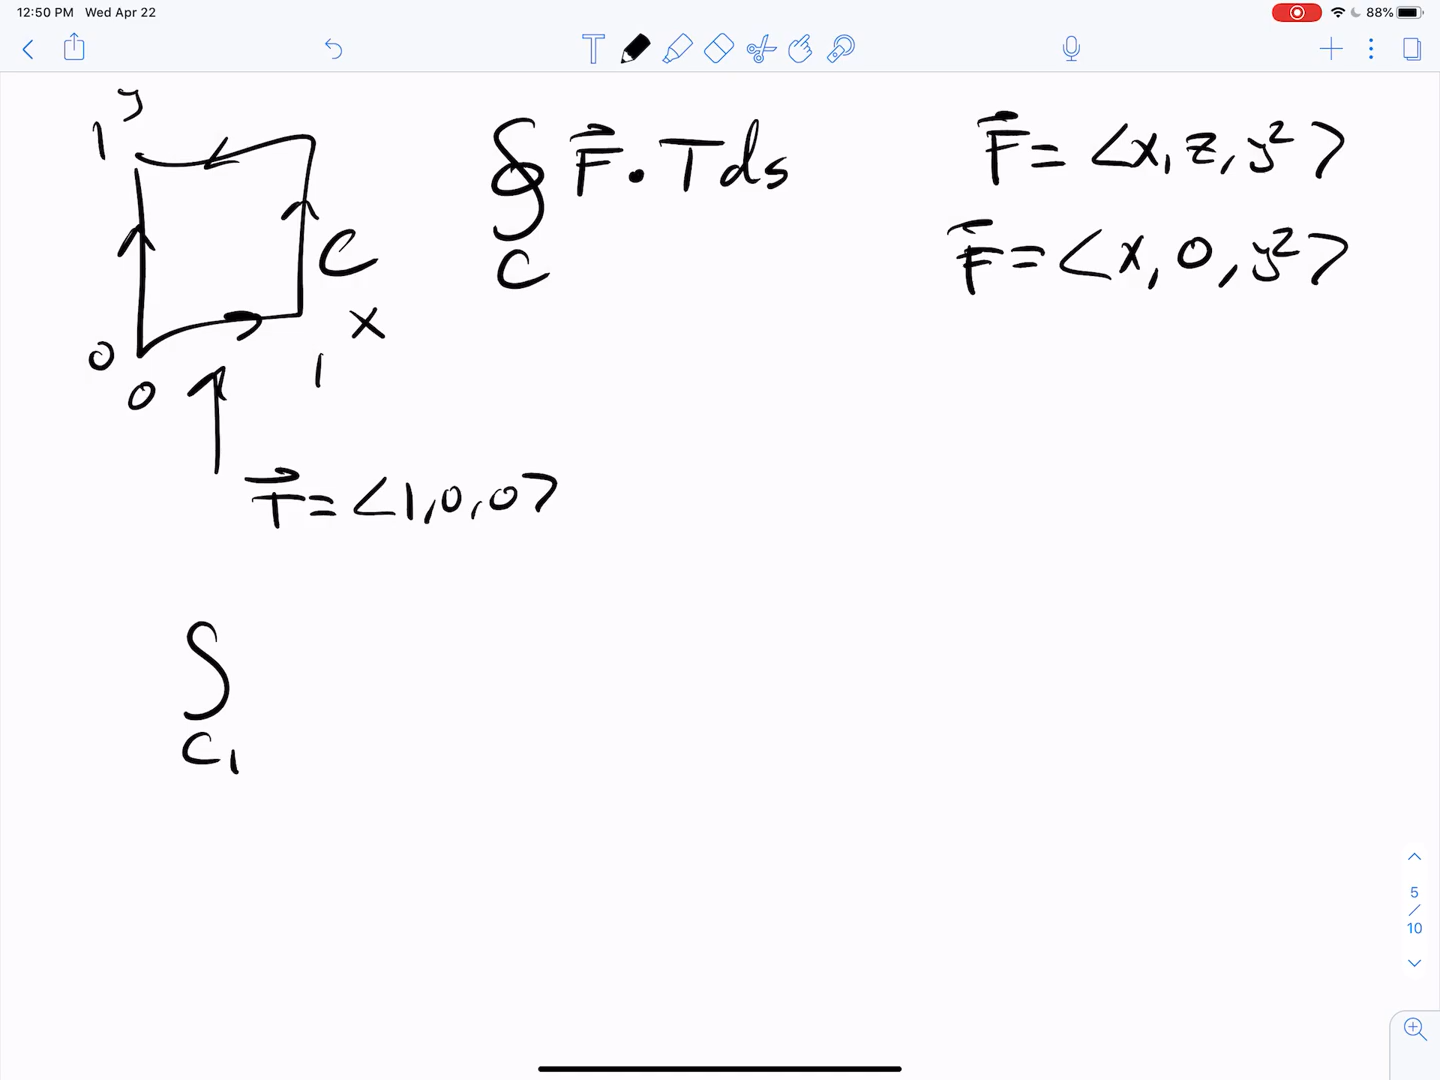 12:50 PM Wed Apr 22
88%
y
1
∮ F⃗ • T ds
C
F⃗ = <x, z, y²>
F⃗ = <x, 0, y²>
C
x
0
0
1
T⃗ = <1, 0, 0>
∫
C₁
5
/
10